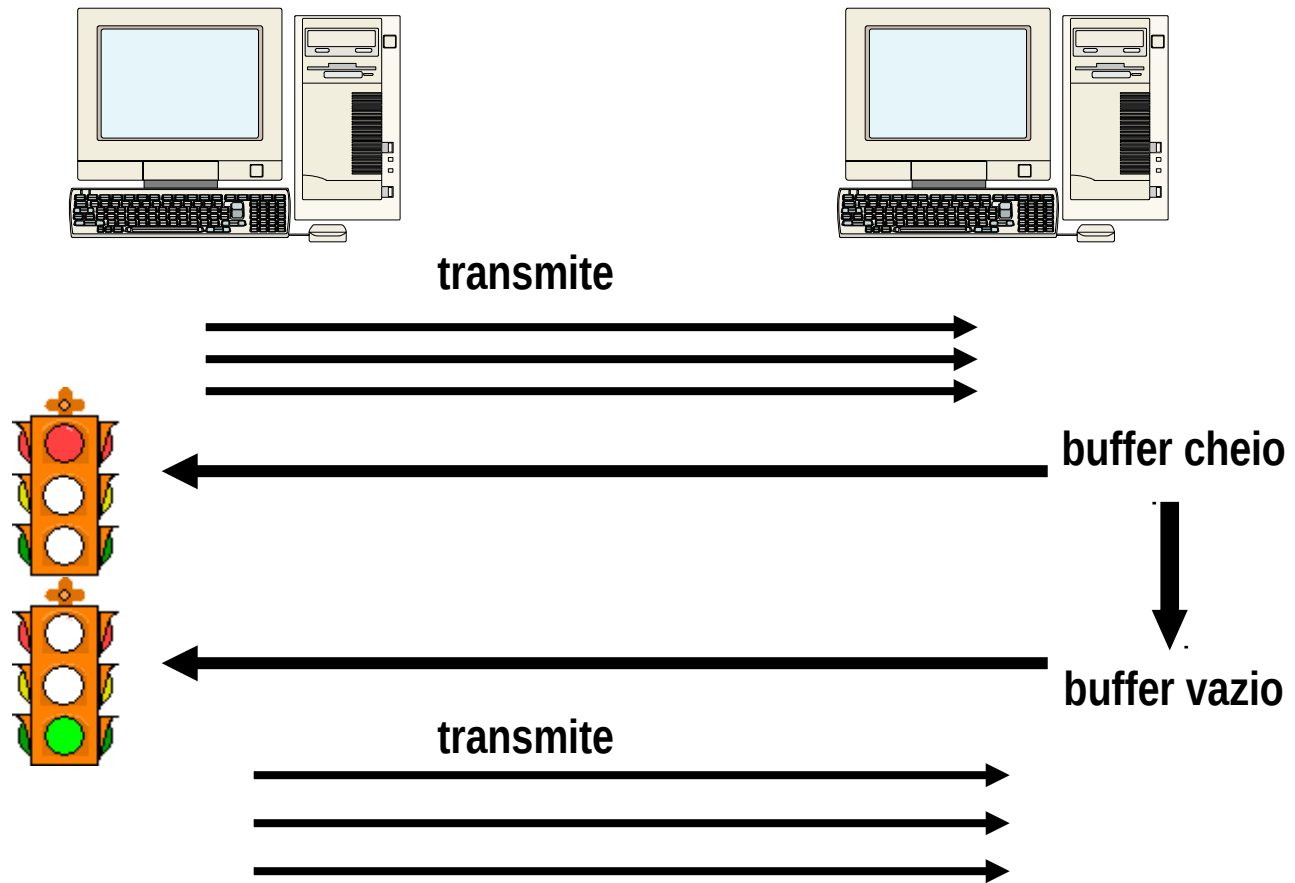 transmite
buffer cheio
buffer vazio
transmite